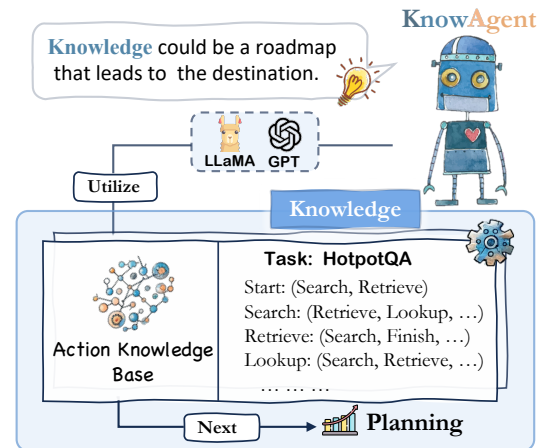 KnowAgent
Knowledge could be a roadmap
that leads to the destination.
LLaMA GPT
Utilize
Knowledge
Action Knowledge
Base
Task: HotpotQA
Start: (Search, Retrieve)
Search: (Retrieve, Lookup, …)
Retrieve: (Search, Finish, …)
Lookup: (Search, Retrieve, …)
… … …
Next
Planning